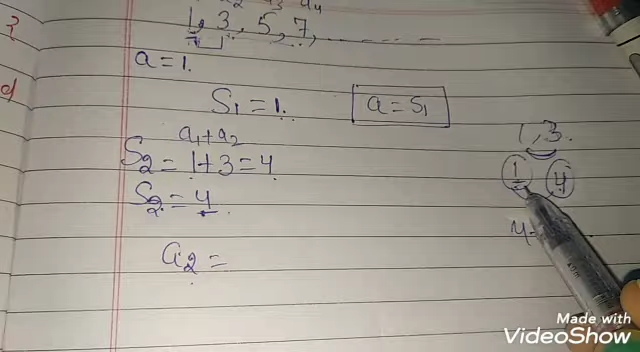 a4
1, 3, 5, 7, ----------
a = 1.
S1 = 1. a = S1
a1+a2
1, 3.
S2 = 1+3 = 4
1 4
S2 = 4
a2 =
Made with
VideoShow